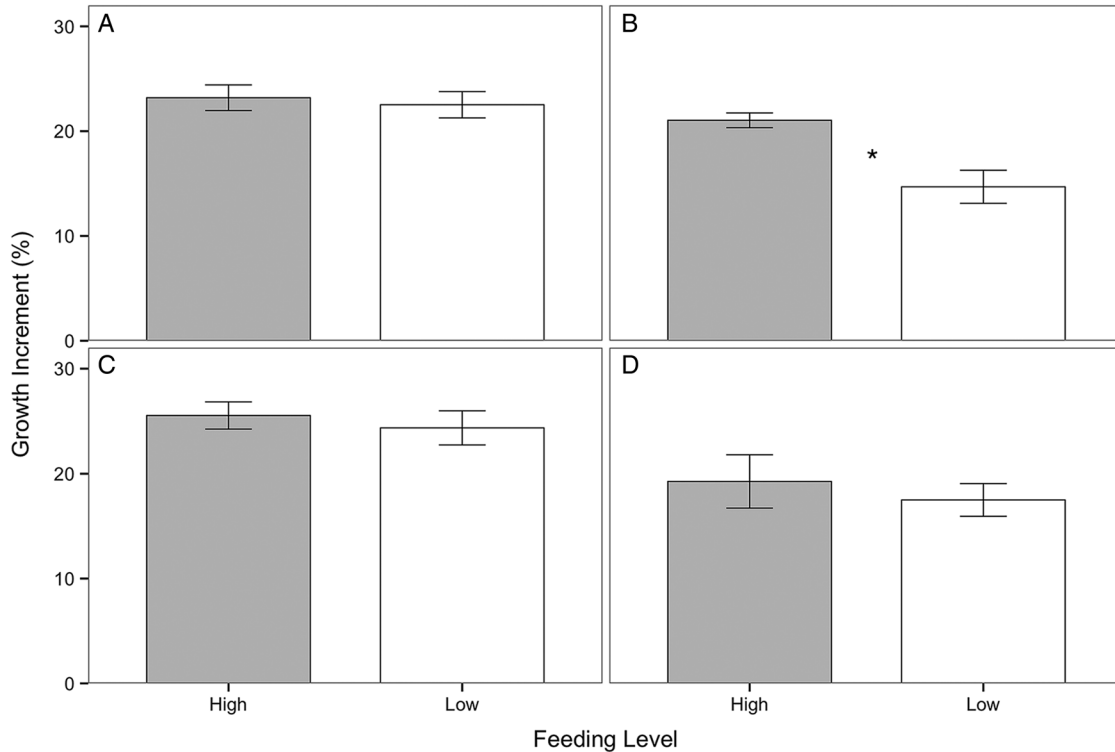 A
B
30
20
10
0
*
C
D
30
20
10
0
High
Low
High
Low
Growth Increment (%)
Feeding Level